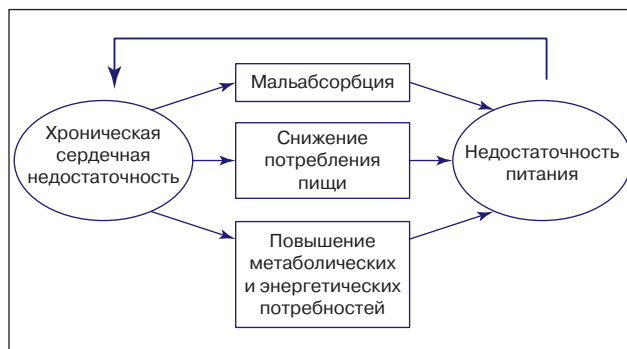 Мальабсорбция
Хроническая
сердечная
недостаточность
Снижение
потребления
пищи
Недостаточность
питания
Повышение
метаболических
и энергетических
потребностей